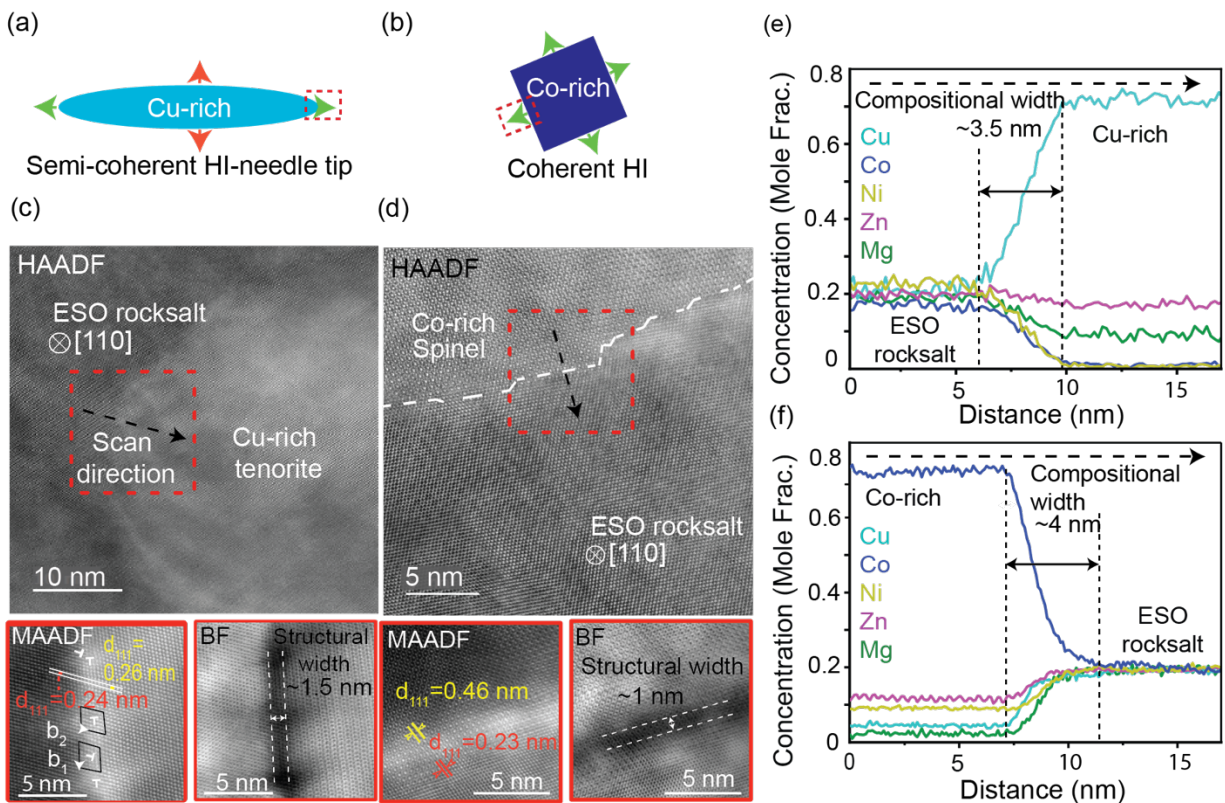 (a)
Cu-rich
Semi-coherent HI-needle tip
(b)
Co-rich
Coherent HI
(c)
HAADF
ESO rocksalt
⊗[110]
Scan
direction
Cu-rich
tenorite
10 nm
MAADF
d111=
0.26 nm
d111=0.24 nm
b2
b1
5 nm
BF
Structural
width
~1.5 nm
5 nm
(d)
HAADF
Co-rich
Spinel
ESO rocksalt
⊗[110]
5 nm
MAADF
d111=0.46 nm
d111=0.23 nm
5 nm
BF
Structural width
~1 nm
5 nm
(e)
Concentration (Mole Frac.)
0.8
0.6
0.4
0.2
0
Compositional width
~3.5 nm
Cu-rich
Cu
Co
Ni
Zn
Mg
ESO
rocksalt
0
5
10
15
Distance (nm)
(f)
Concentration (Mole Frac.)
0.8
0.6
0.4
0.2
0
Co-rich
Compositional
width
~4 nm
Cu
Co
Ni
Zn
Mg
ESO
rocksalt
0
5
10
15
Distance (nm)